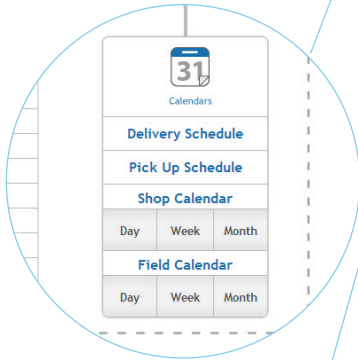 31
Calendars
Delivery Schedule
Pick Up Schedule
Shop Calendar
Day Week Month
Field Calendar
Day Week Month